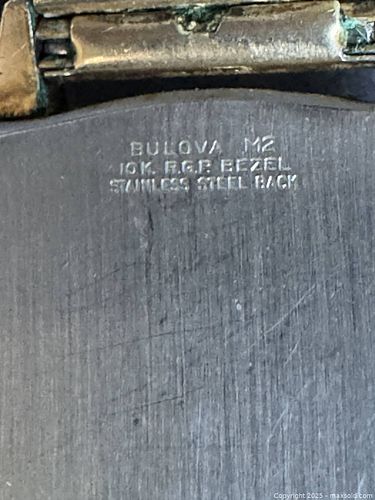 BULOVA M2
10K. R.G.P. BEZEL
STAINLESS STEEL BACK
Copyright 2025 - maxsold.com